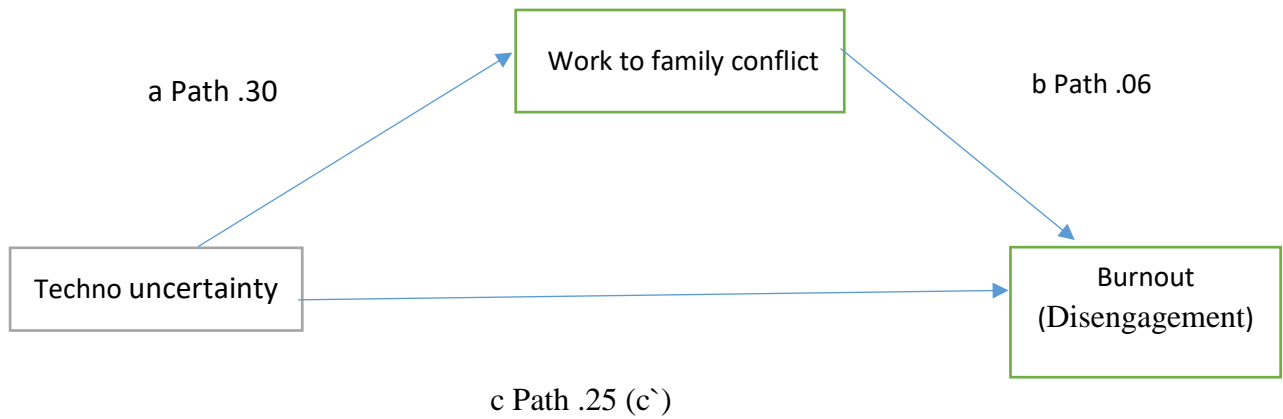 Work to family conflict
a Path .30
b Path .06
Techno uncertainty
Burnout
(Disengagement)
c Path .25 (c`)